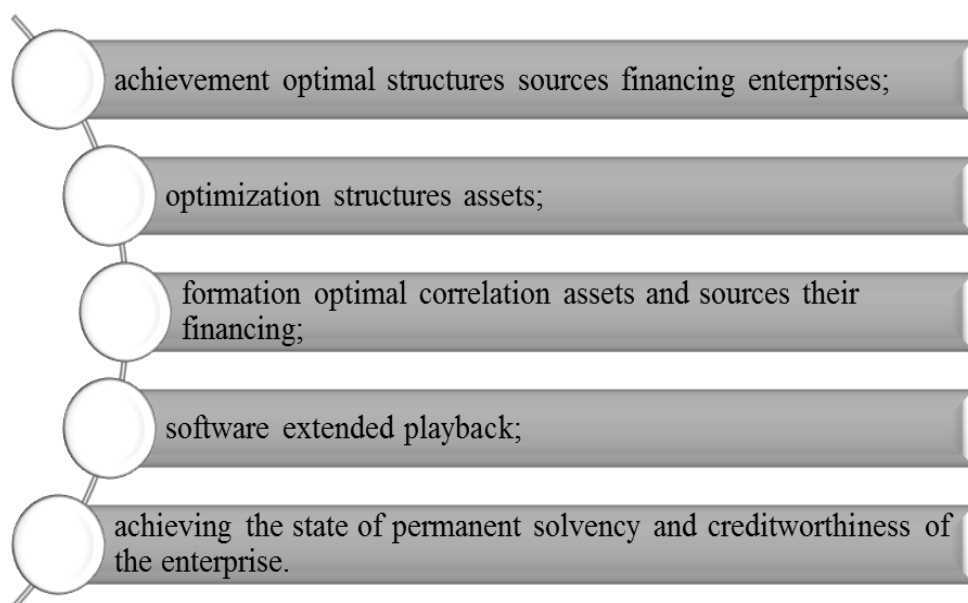 achievement optimal structures sources financing enterprises;
optimization structures assets;
formation optimal correlation assets and sources their
financing;
software extended playback;
achieving the state of permanent solvency and creditworthiness of
the enterprise.